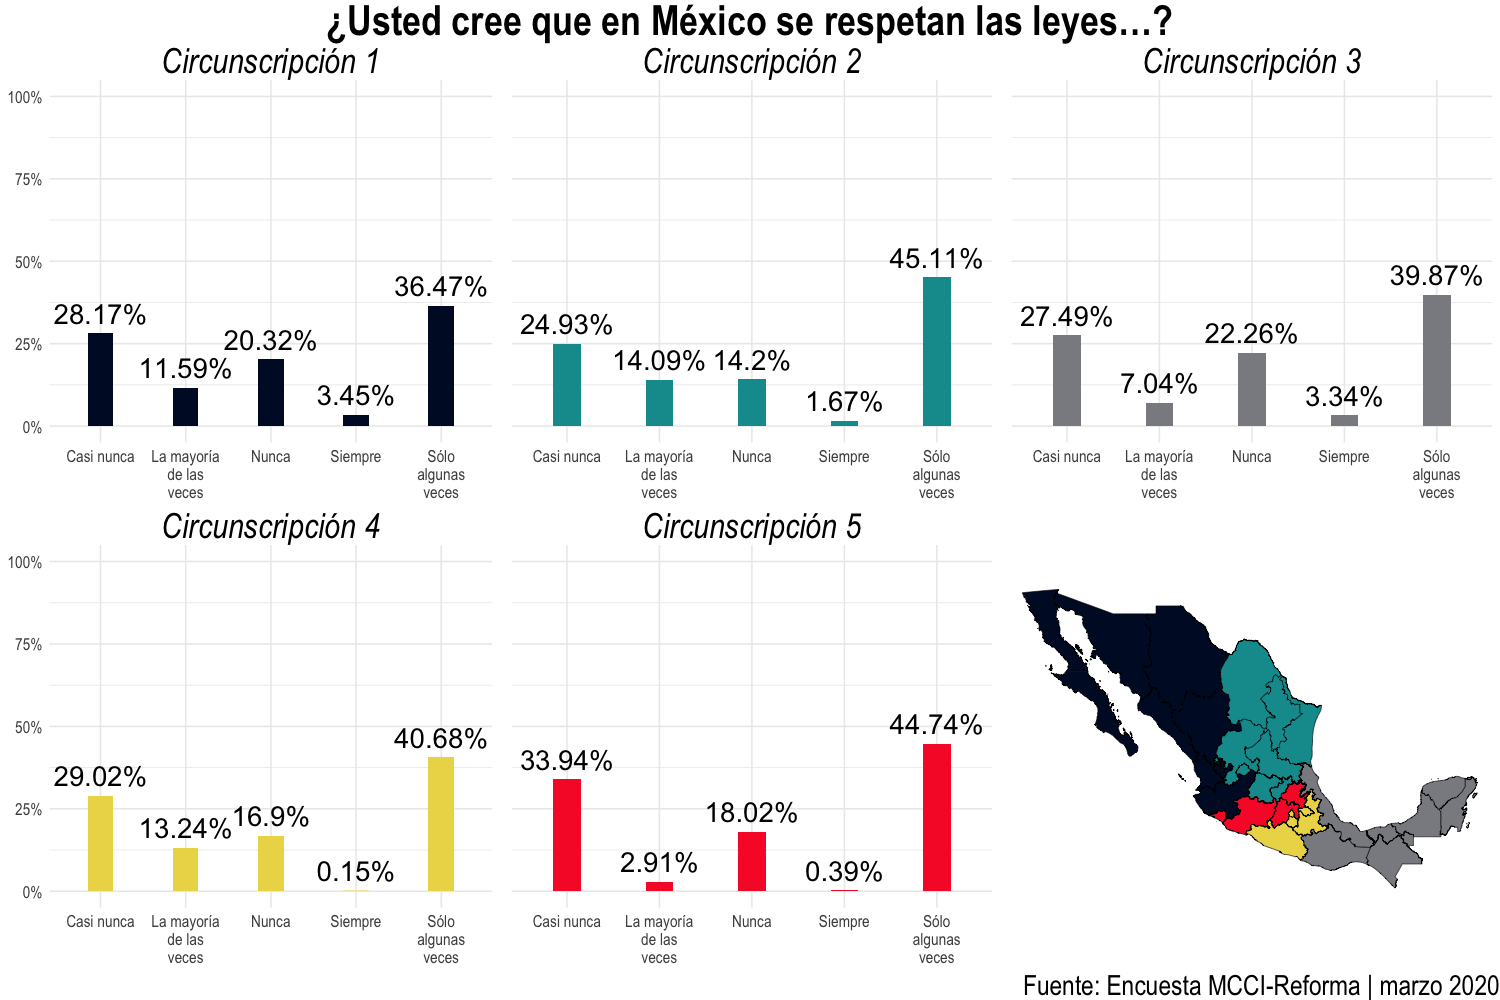 ¿Usted cree que en México se respetan las leyes…?
Circunscripción 1
100%
75%
50%
25%
0%
28.17%
11.59%
20.32%
3.45%
36.47%
Casi nunca
La mayoría
de las
veces
Nunca
Siempre
Sólo
algunas
veces
Circunscripción 2
24.93%
14.09%
14.2%
1.67%
45.11%
Casi nunca
La mayoría
de las
veces
Nunca
Siempre
Sólo
algunas
veces
Circunscripción 3
27.49%
7.04%
22.26%
3.34%
39.87%
Casi nunca
La mayoría
de las
veces
Nunca
Siempre
Sólo
algunas
veces
Circunscripción 4
100%
75%
50%
25%
0%
29.02%
13.24%
16.9%
0.15%
40.68%
Casi nunca
La mayoría
de las
veces
Nunca
Siempre
Sólo
algunas
veces
Circunscripción 5
33.94%
2.91%
18.02%
0.39%
44.74%
Casi nunca
La mayoría
de las
veces
Nunca
Siempre
Sólo
algunas
veces
Fuente: Encuesta MCCI-Reforma | marzo 2020